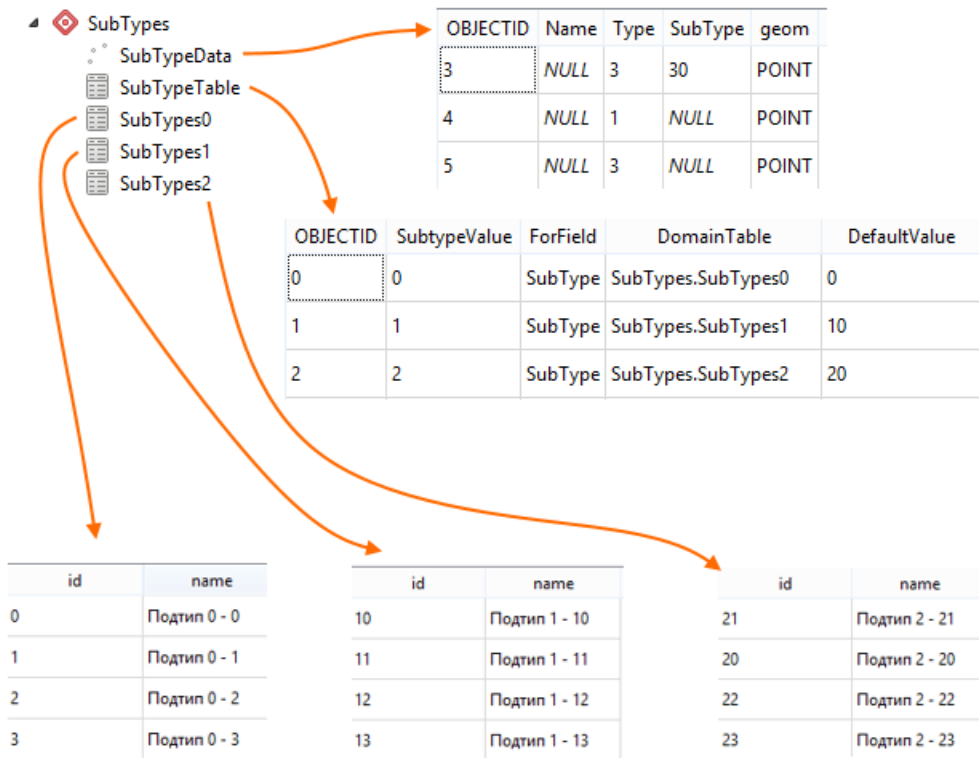 SubTypes
SubTypeData
SubTypeTable
SubTypes0
SubTypes1
SubTypes2
OBJECTID Name Type SubType geom
3 NULL 3 30 POINT
4 NULL 1 NULL POINT
5 NULL 3 NULL POINT
OBJECTID SubtypeValue ForField DomainTable DefaultValue
0 0 SubType SubTypes.SubTypes0 0
1 1 SubType SubTypes.SubTypes1 10
2 2 SubType SubTypes.SubTypes2 20
id name
0 Подтип 0 - 0
1 Подтип 0 - 1
2 Подтип 0 - 2
3 Подтип 0 - 3
id name
10 Подтип 1 - 10
11 Подтип 1 - 11
12 Подтип 1 - 12
13 Подтип 1 - 13
id name
21 Подтип 2 - 21
20 Подтип 2 - 20
22 Подтип 2 - 22
23 Подтип 2 - 23